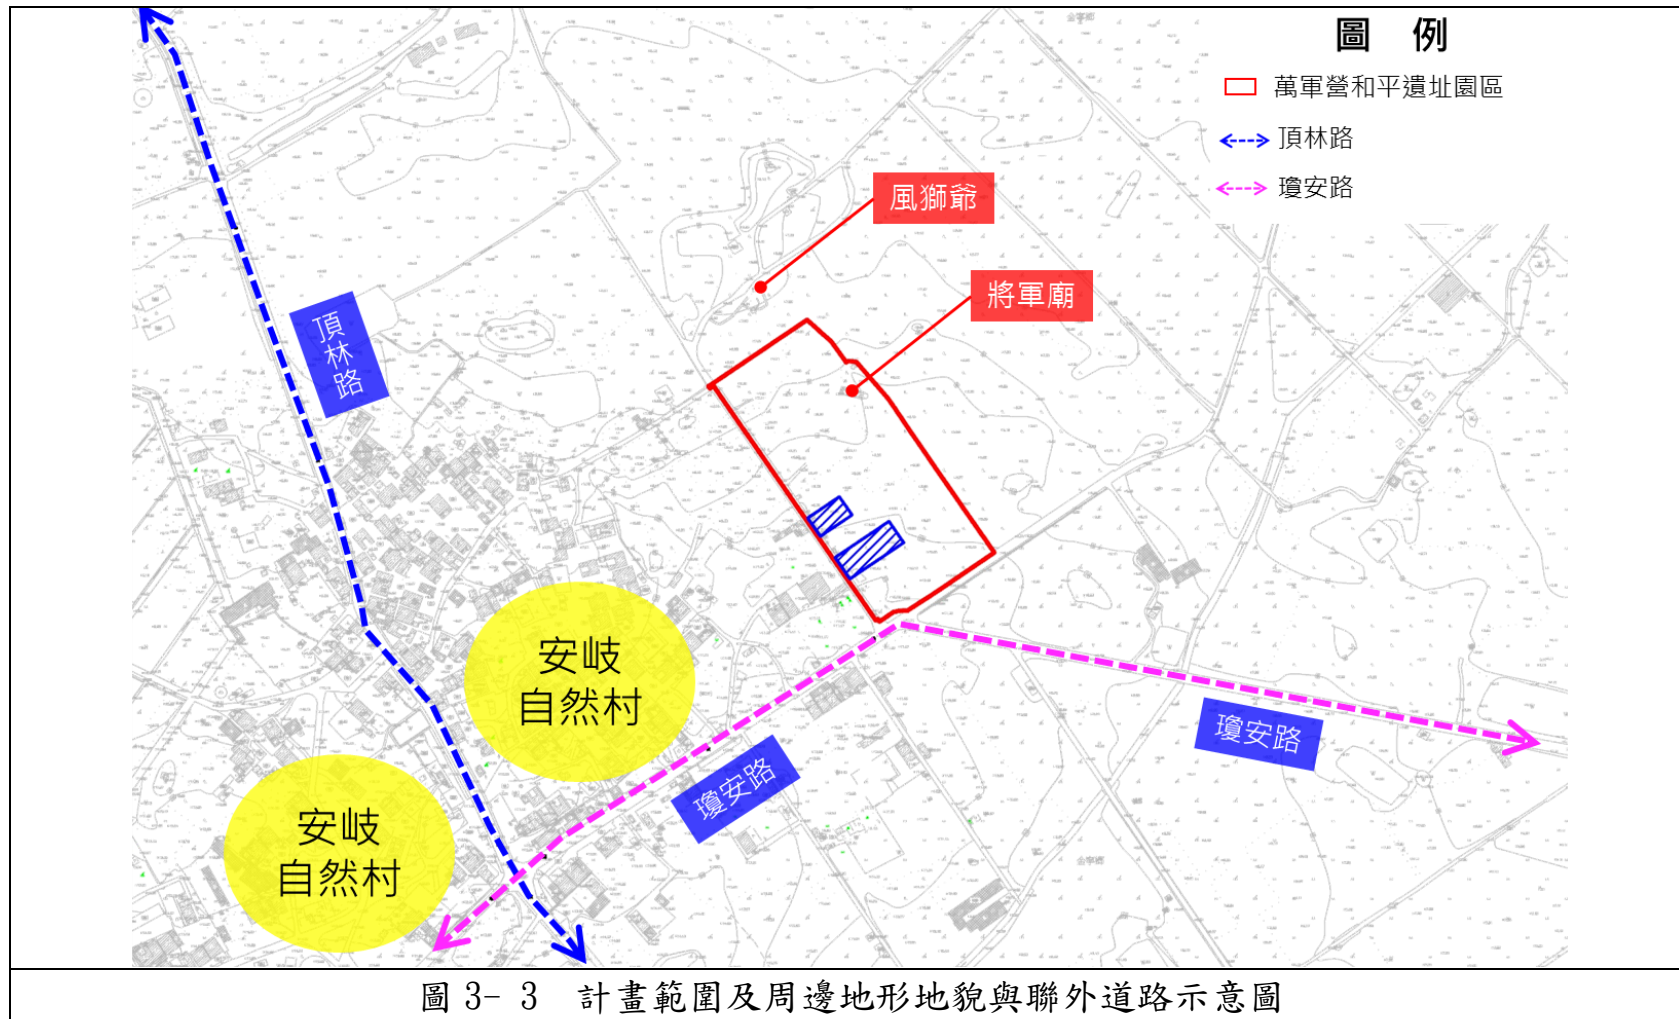 圖 例
萬軍營和平遺址園區
頂林路
瓊安路
風獅爺
將軍廟
頂林路
安岐
自然村
瓊安路
瓊安路
安岐
自然村
圖 3- 3 計畫範圍及周邊地形地貌與聯外道路示意圖